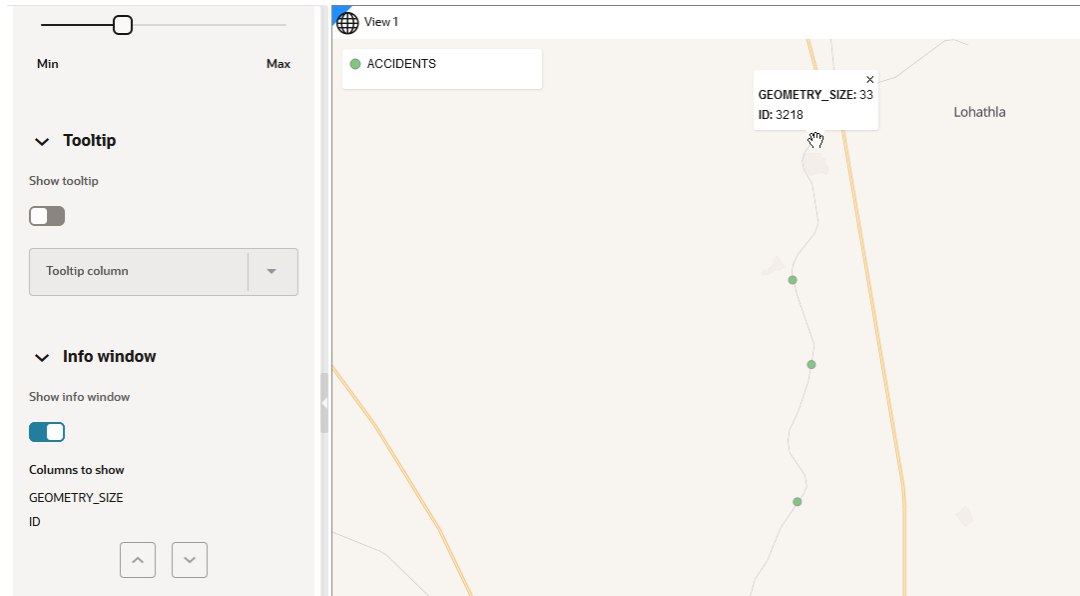 Min Max
Tooltip
Show tooltip
Tooltip column
Info window
Show info window
Columns to show
GEOMETRY_SIZE
ID
View 1
ACCIDENTS
GEOMETRY_SIZE: 33
ID: 3218
Lohathla